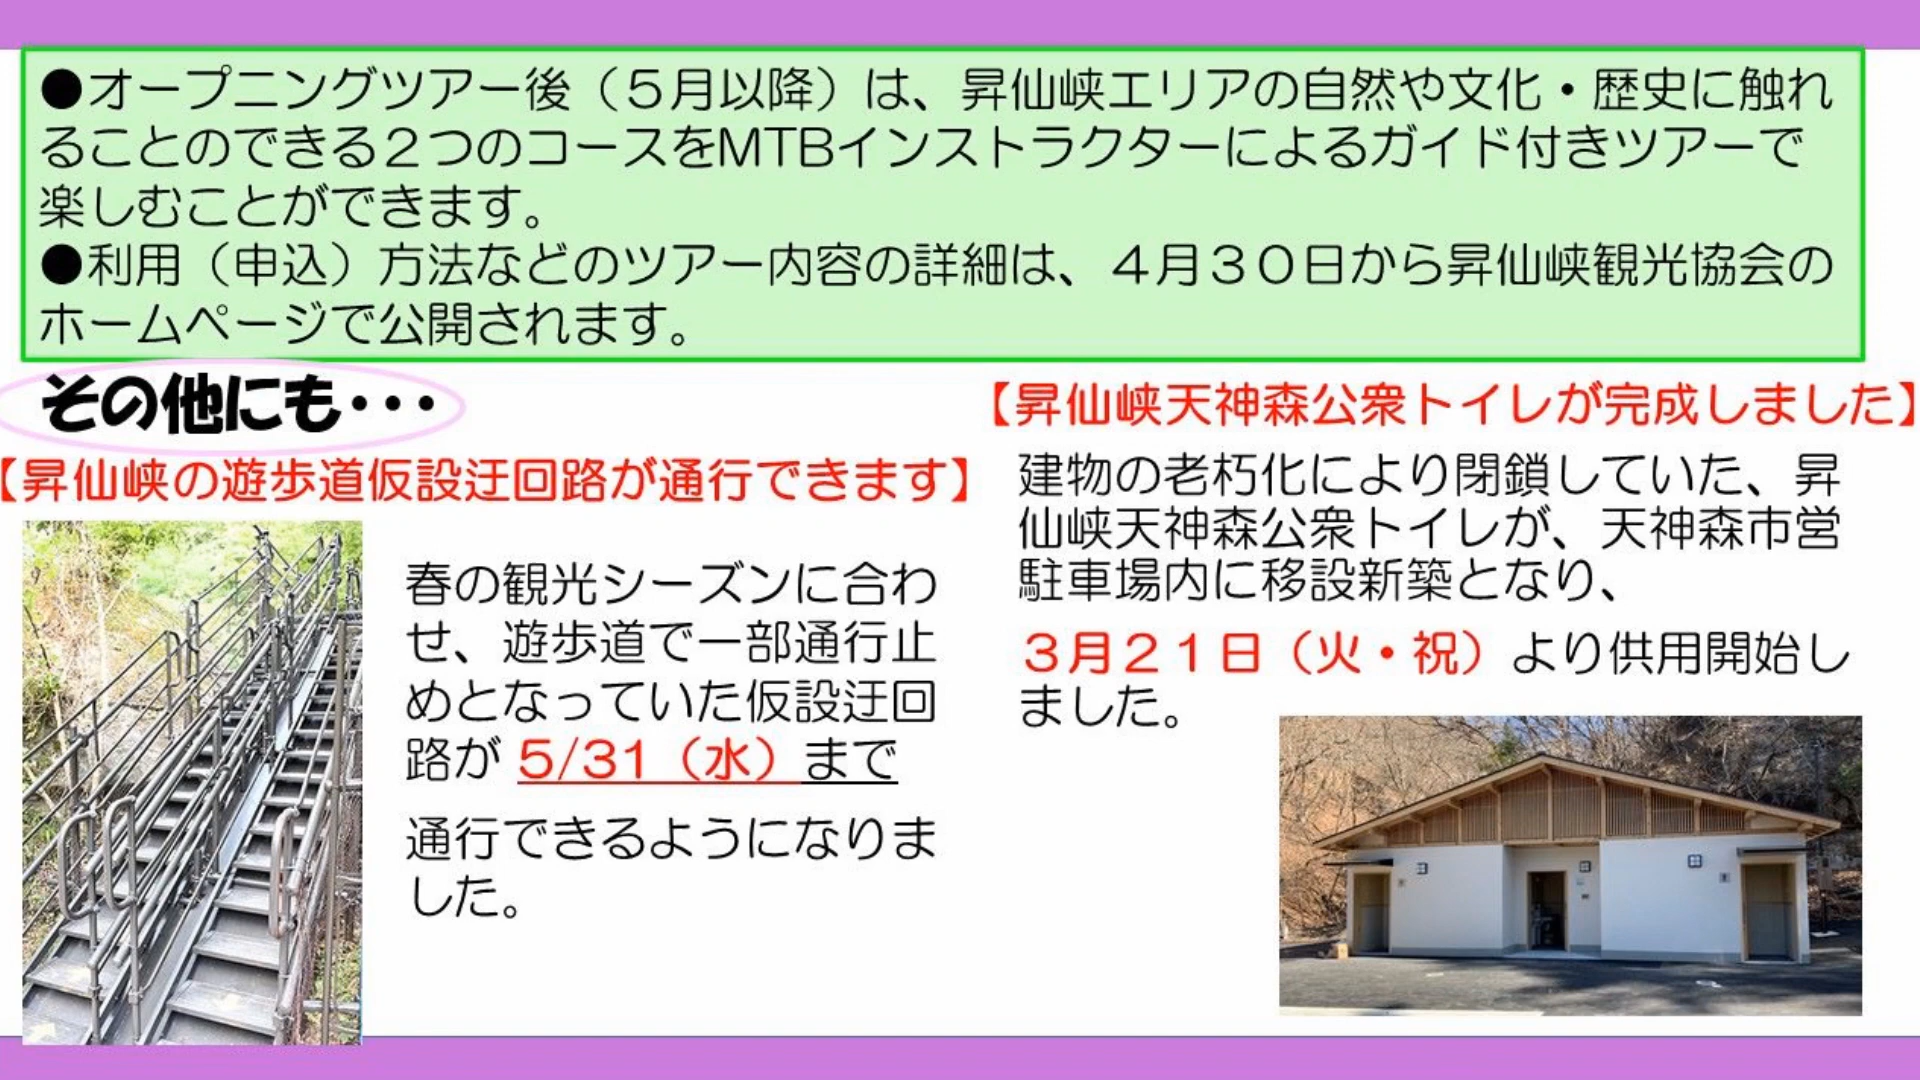 ●オープニングツアー後（５月以降）は、昇仙峡エリアの自然や文化・歴史に触れ
ることのできる２つのコースをMTBインストラクターによるガイド付きツアーで
楽しむことができます。
●利用（申込）方法などのツアー内容の詳細は、４月３０日から昇仙峡観光協会の
ホームページで公開されます。
その他にも・・・
【昇仙峡の遊歩道仮設迂回路が通行できます】
春の観光シーズンに合わ
せ、遊歩道で一部通行止
めとなっていた仮設迂回
路が 5/31（水）まで
通行できるようになりま
した。
【昇仙峡天神森公衆トイレが完成しました】
建物の老朽化により閉鎖していた、昇
仙峡天神森公衆トイレが、天神森市営
駐車場内に移設新築となり、
３月２１日（火・祝）より供用開始し
ました。